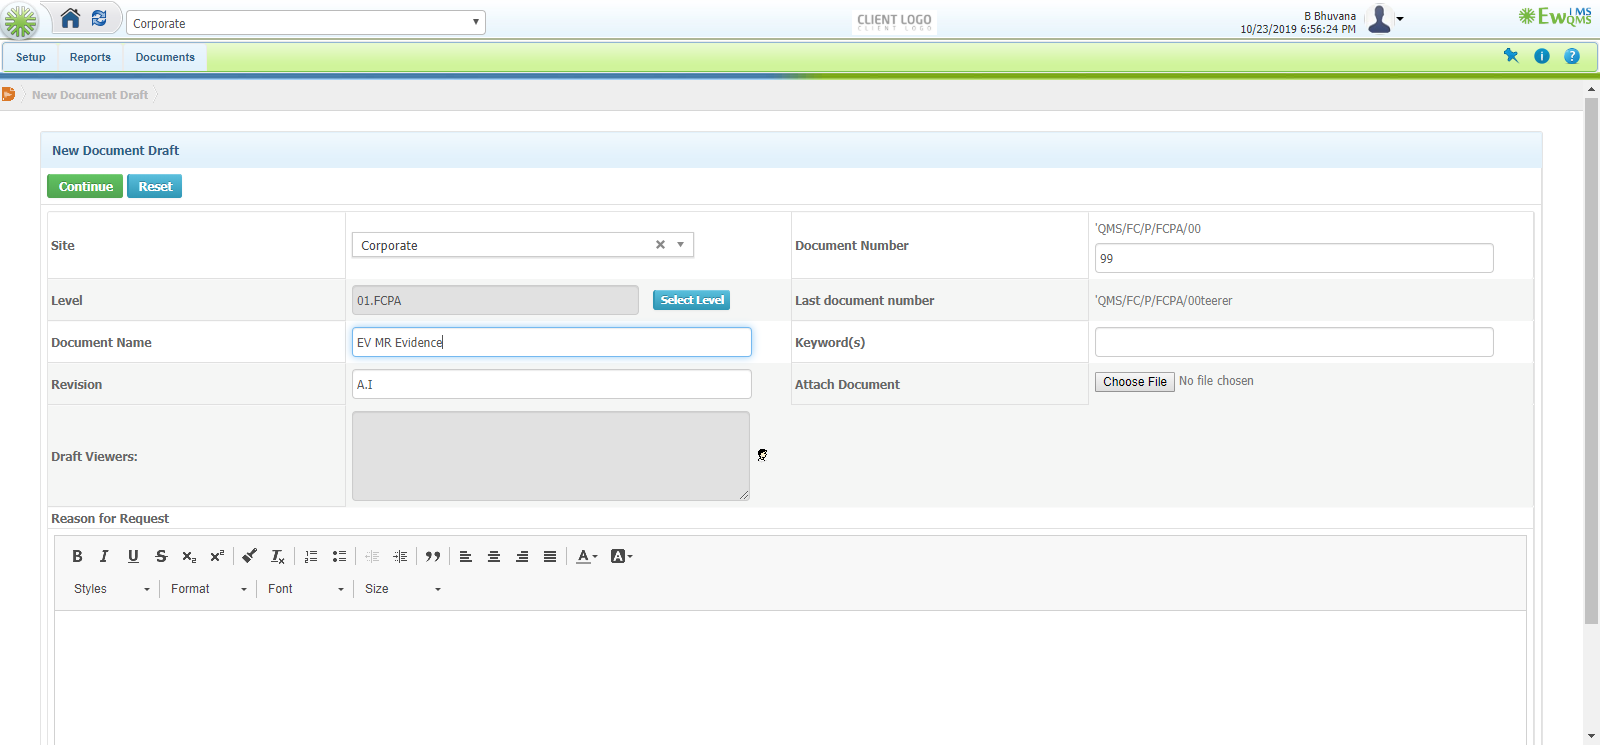 Corporate
CLIENT LOGO
CLIENT LOGO
B Bhuvana
10/23/2019 6:56:24 PM
EwQMS
IMS
Setup Reports Documents
New Document Draft
New Document Draft
Continue Reset
Site Corporate Document Number 'QMS/FC/P/FCPA/00
99
Level 01.FCPA Select Level Last document number 'QMS/FC/P/FCPA/00teerer
Document Name EV MR Evidence Keyword(s)
Revision A.I Attach Document Choose File No file chosen
Draft Viewers:
Reason for Request
Styles Format Font Size